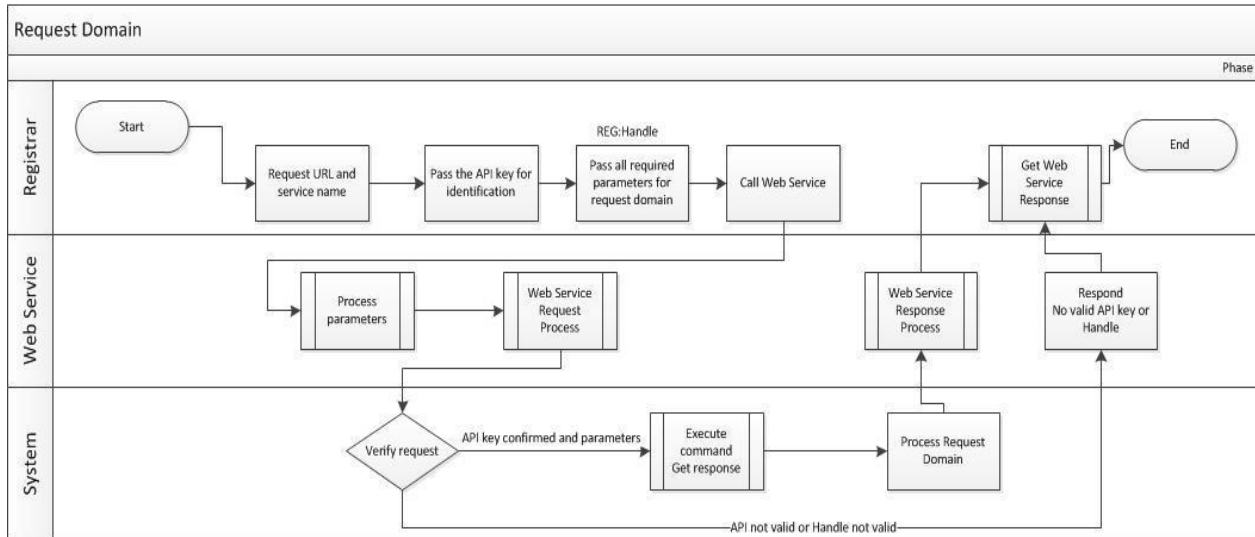 Request Domain
Phase
Registrar
Start
Request URL and
service name
Pass the API key for
identification
REG:Handle
Pass all required
parameters for
request domain
Call Web Service
Get Web
Service
Response
End
Web Service
Process
parameters
Web Service
Request
Process
Web Service
Response
Process
Respond
No valid API key or
Handle
System
Verify request
API key confirmed and parameters
Execute
command
Get response
Process Request
Domain
API not valid or Handle not valid